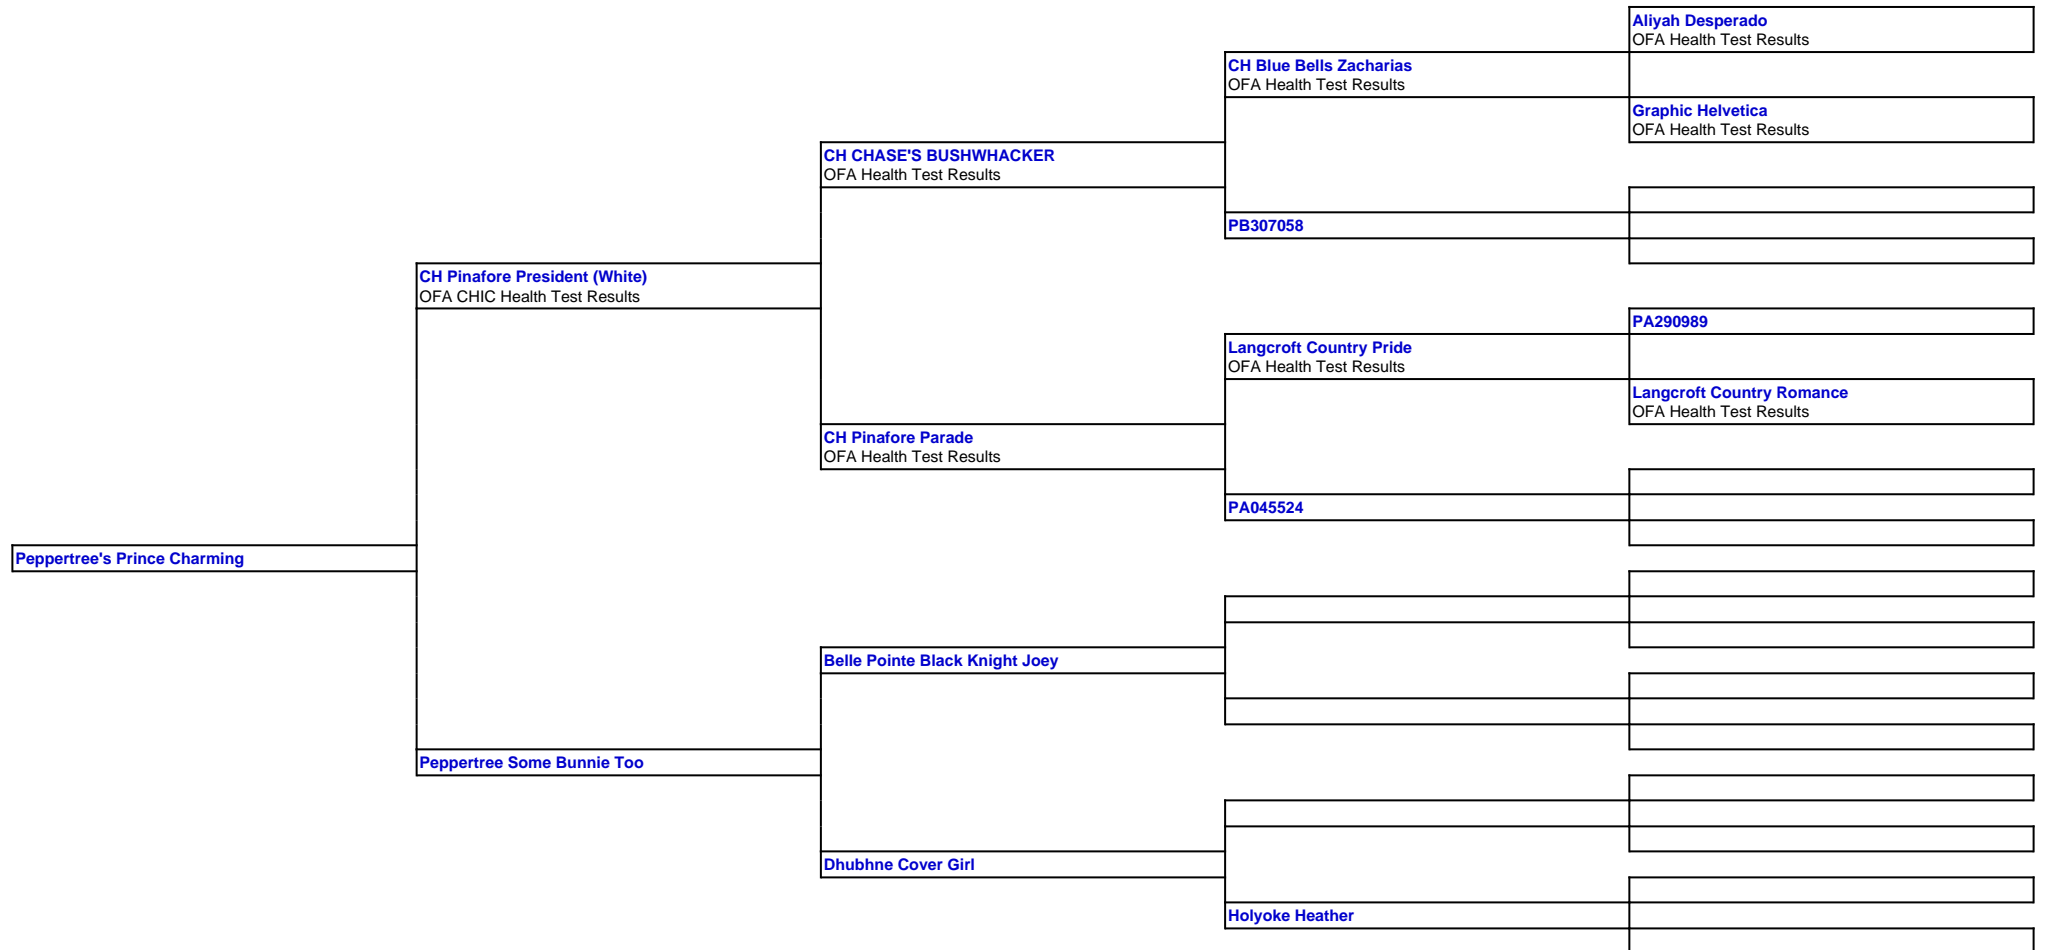 Aliyah Desperado
OFA Health Test Results
CH Blue Bells Zacharias
OFA Health Test Results
Graphic Helvetica
OFA Health Test Results
CH CHASE'S BUSHWHACKER
OFA Health Test Results
PB307058
CH Pinafore President (White)
OFA CHIC Health Test Results
PA290989
Langcroft Country Pride
OFA Health Test Results
Langcroft Country Romance
OFA Health Test Results
CH Pinafore Parade
OFA Health Test Results
PA045524
Peppertree's Prince Charming
Belle Pointe Black Knight Joey
Peppertree Some Bunnie Too
Dhubhne Cover Girl
Holyoke Heather